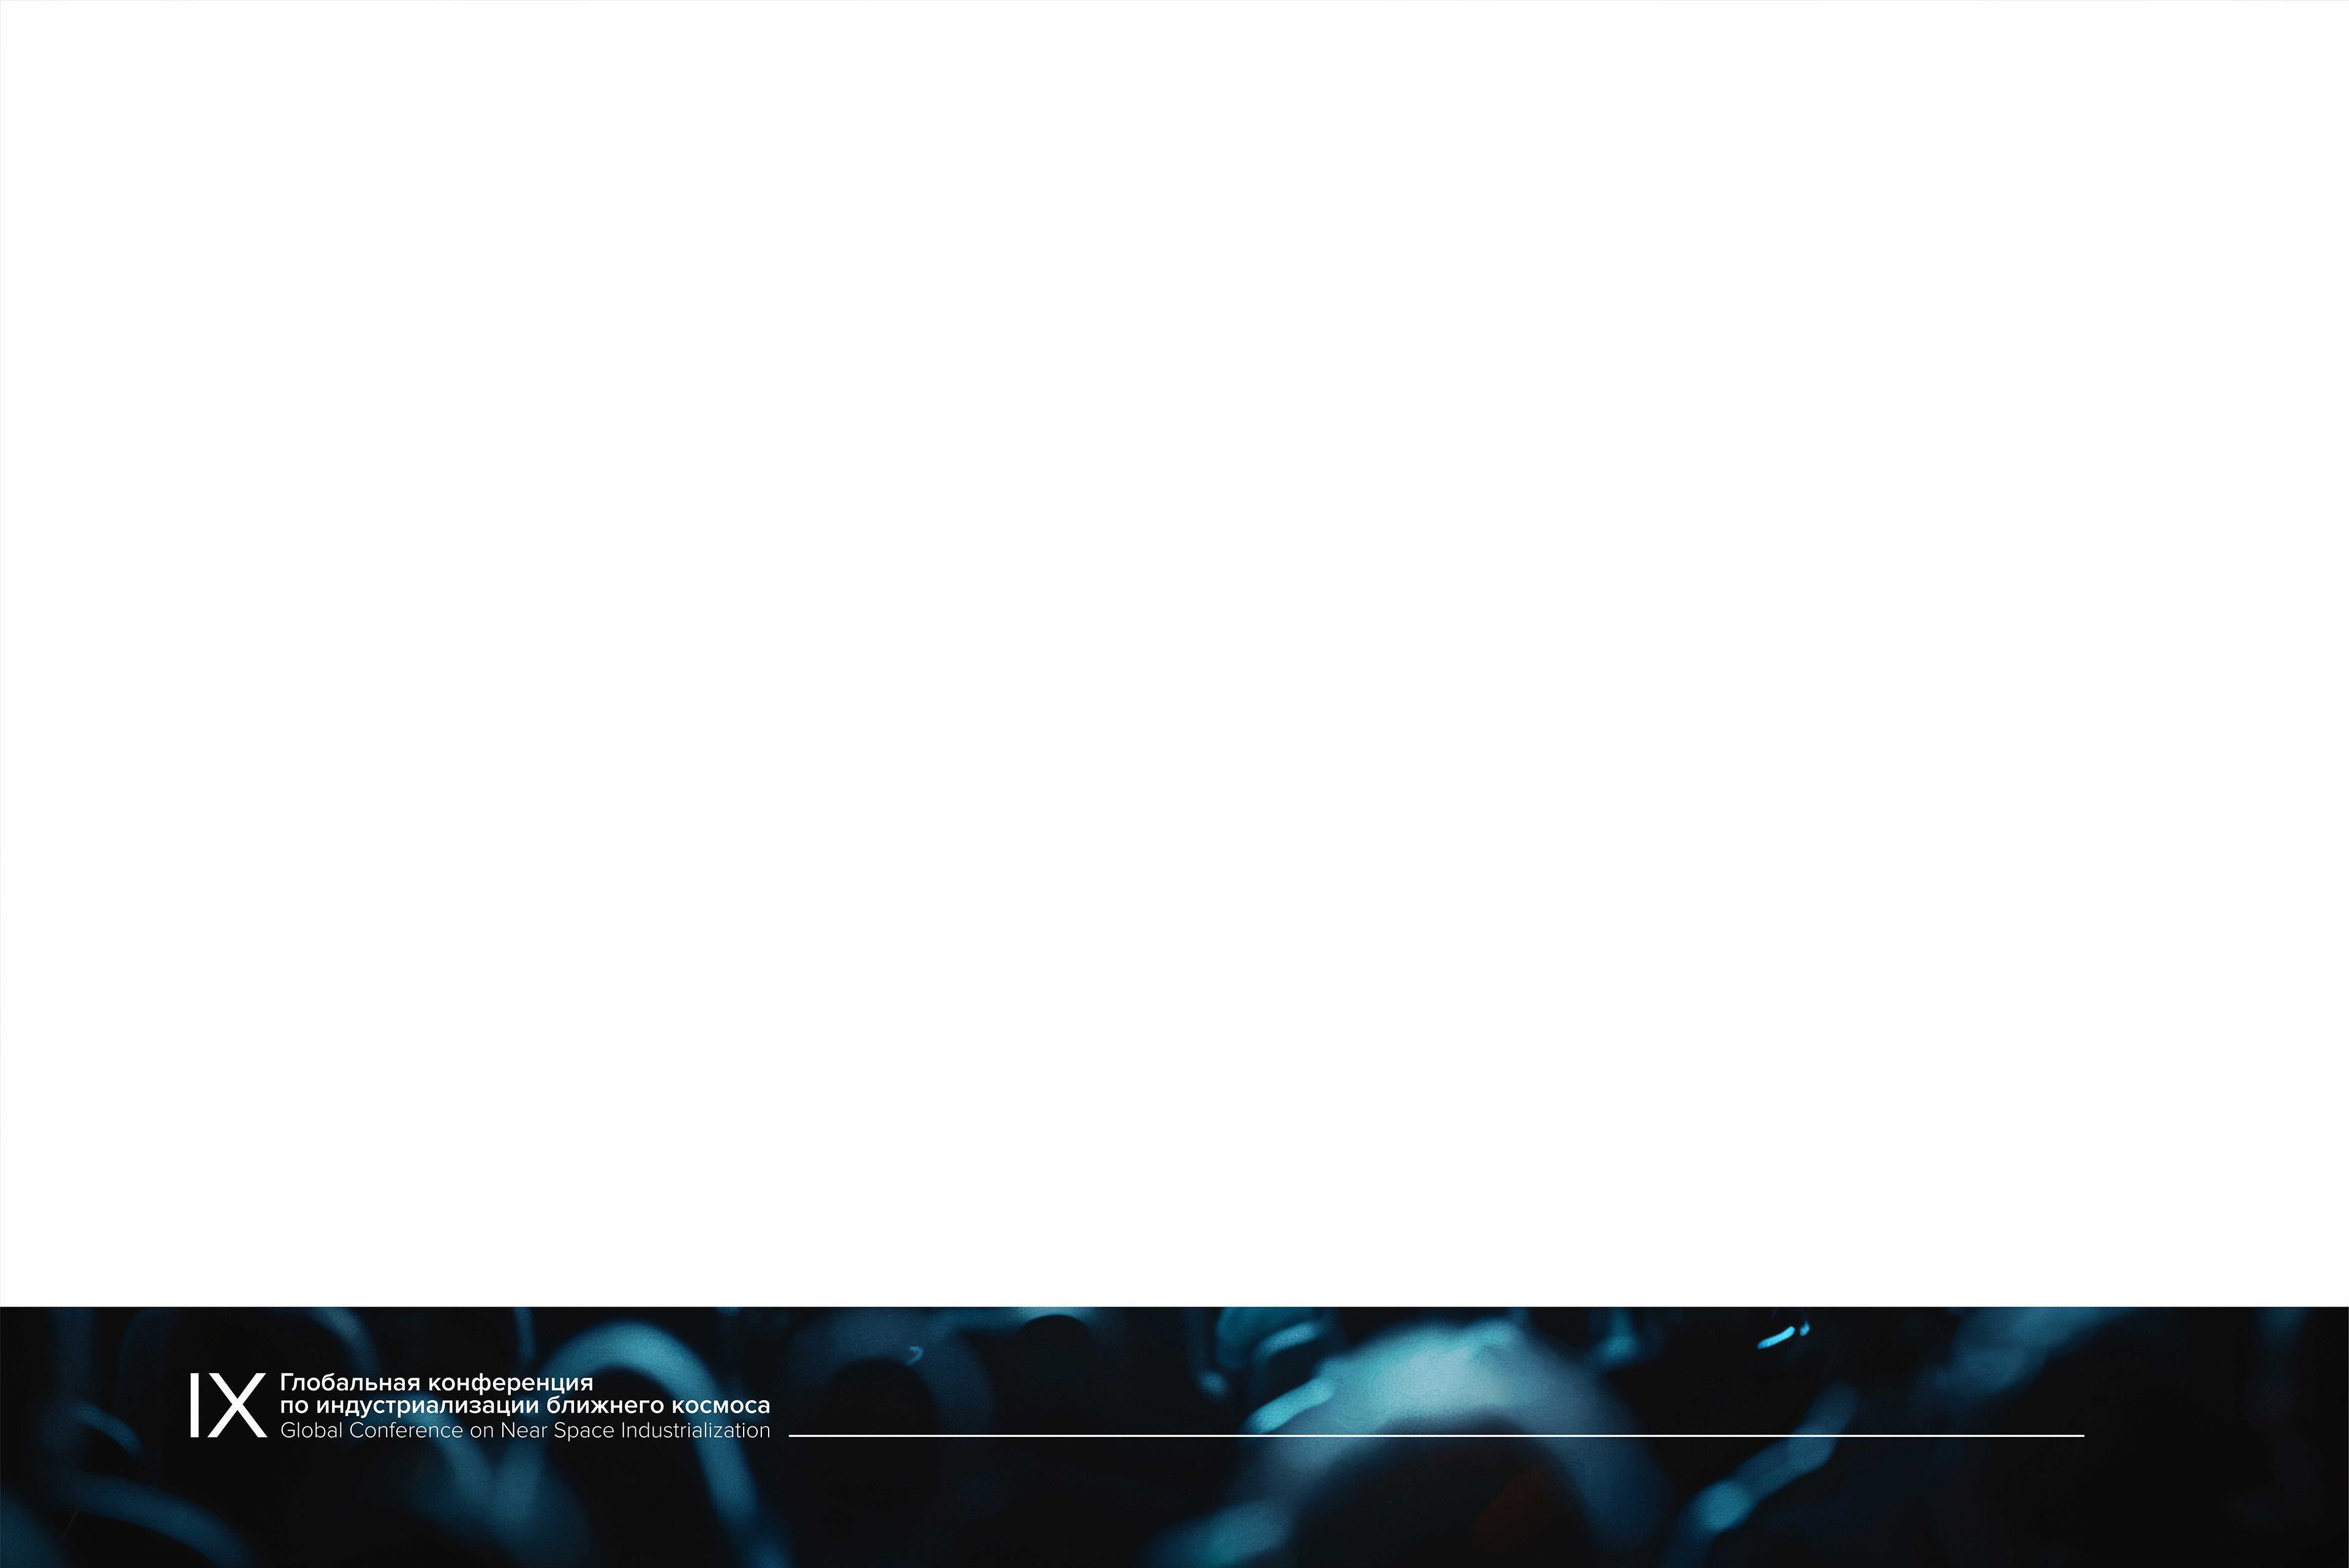 IX
Глобальная конференция
по индустриализации ближнего космоса
Global Conference on Near Space Industrialization